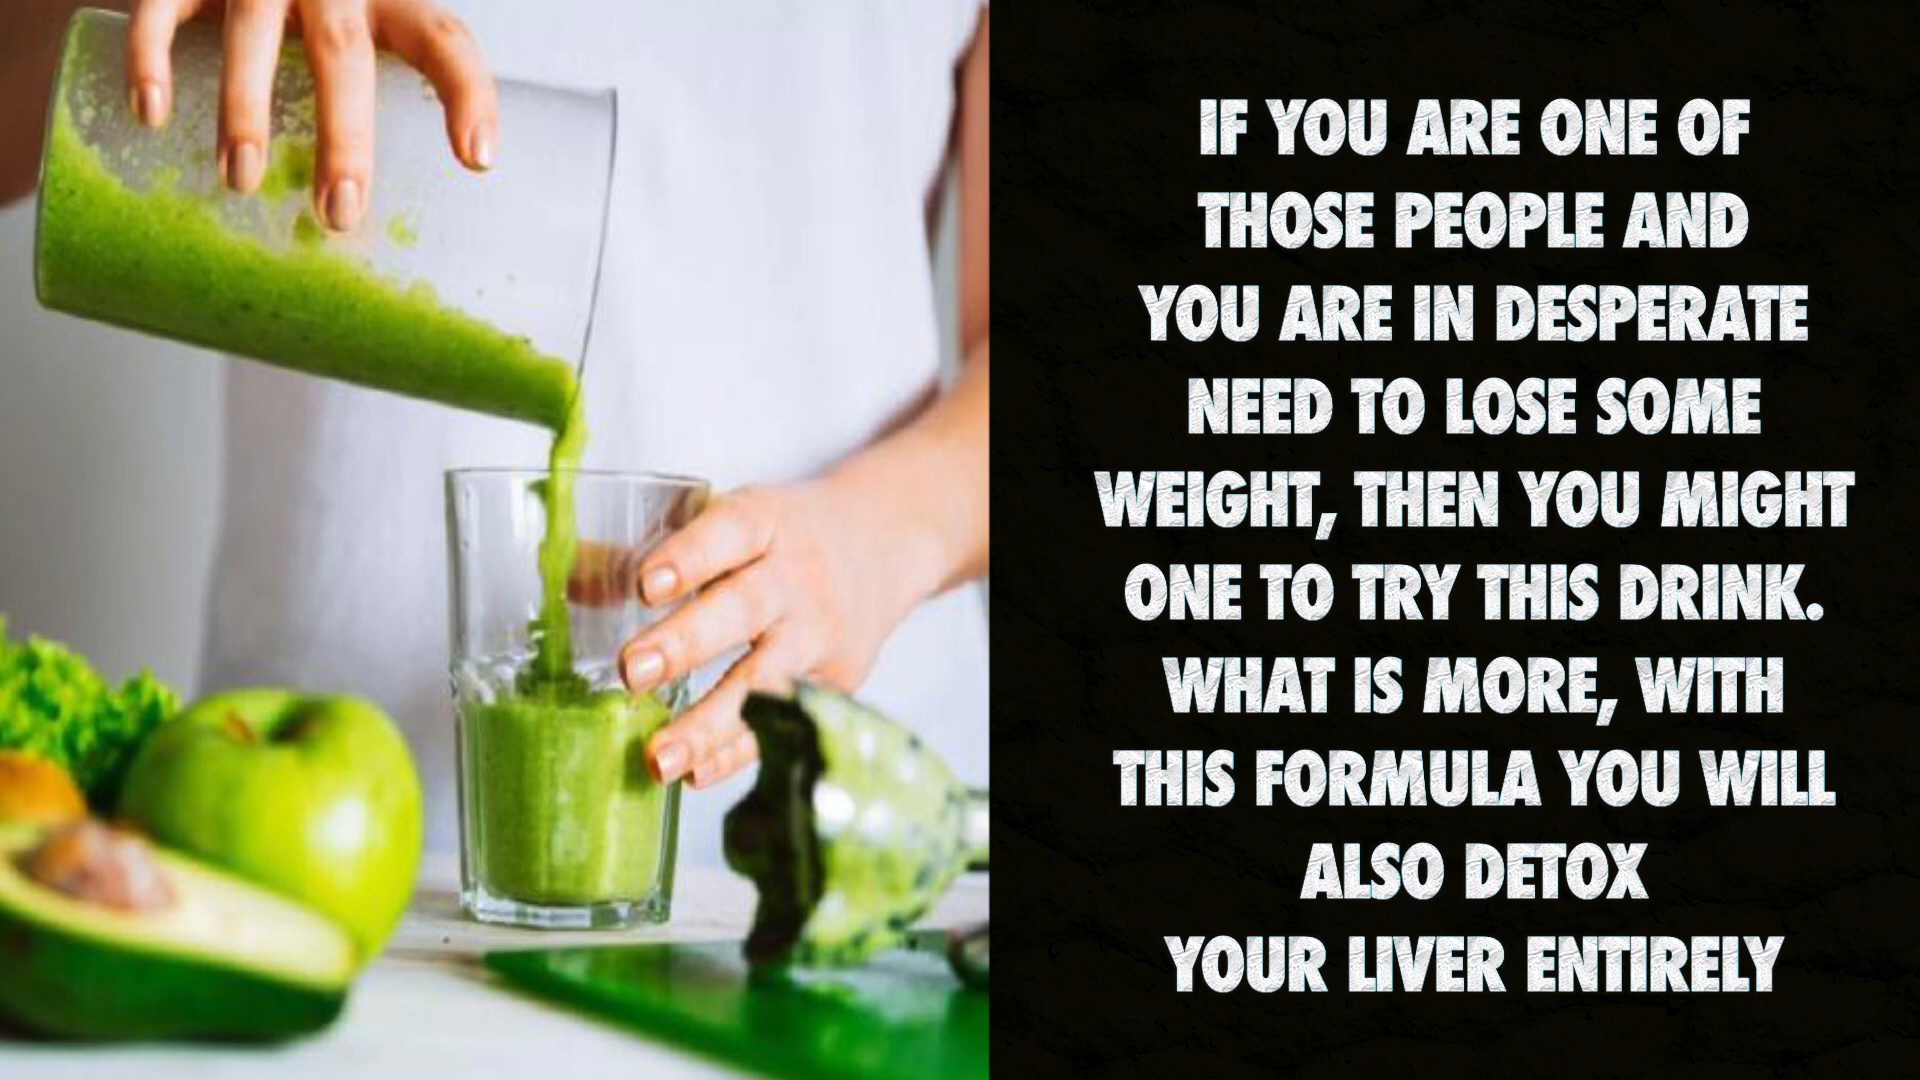 IF YOU ARE ONE OF
THOSE PEOPLE AND
YOU ARE IN DESPERATE
NEED TO LOSE SOME
WEIGHT, THEN YOU MIGHT
ONE TO TRY THIS DRINK.
WHAT IS MORE, WITH
THIS FORMULA YOU WILL
ALSO DETOX
YOUR LIVER ENTIRELY